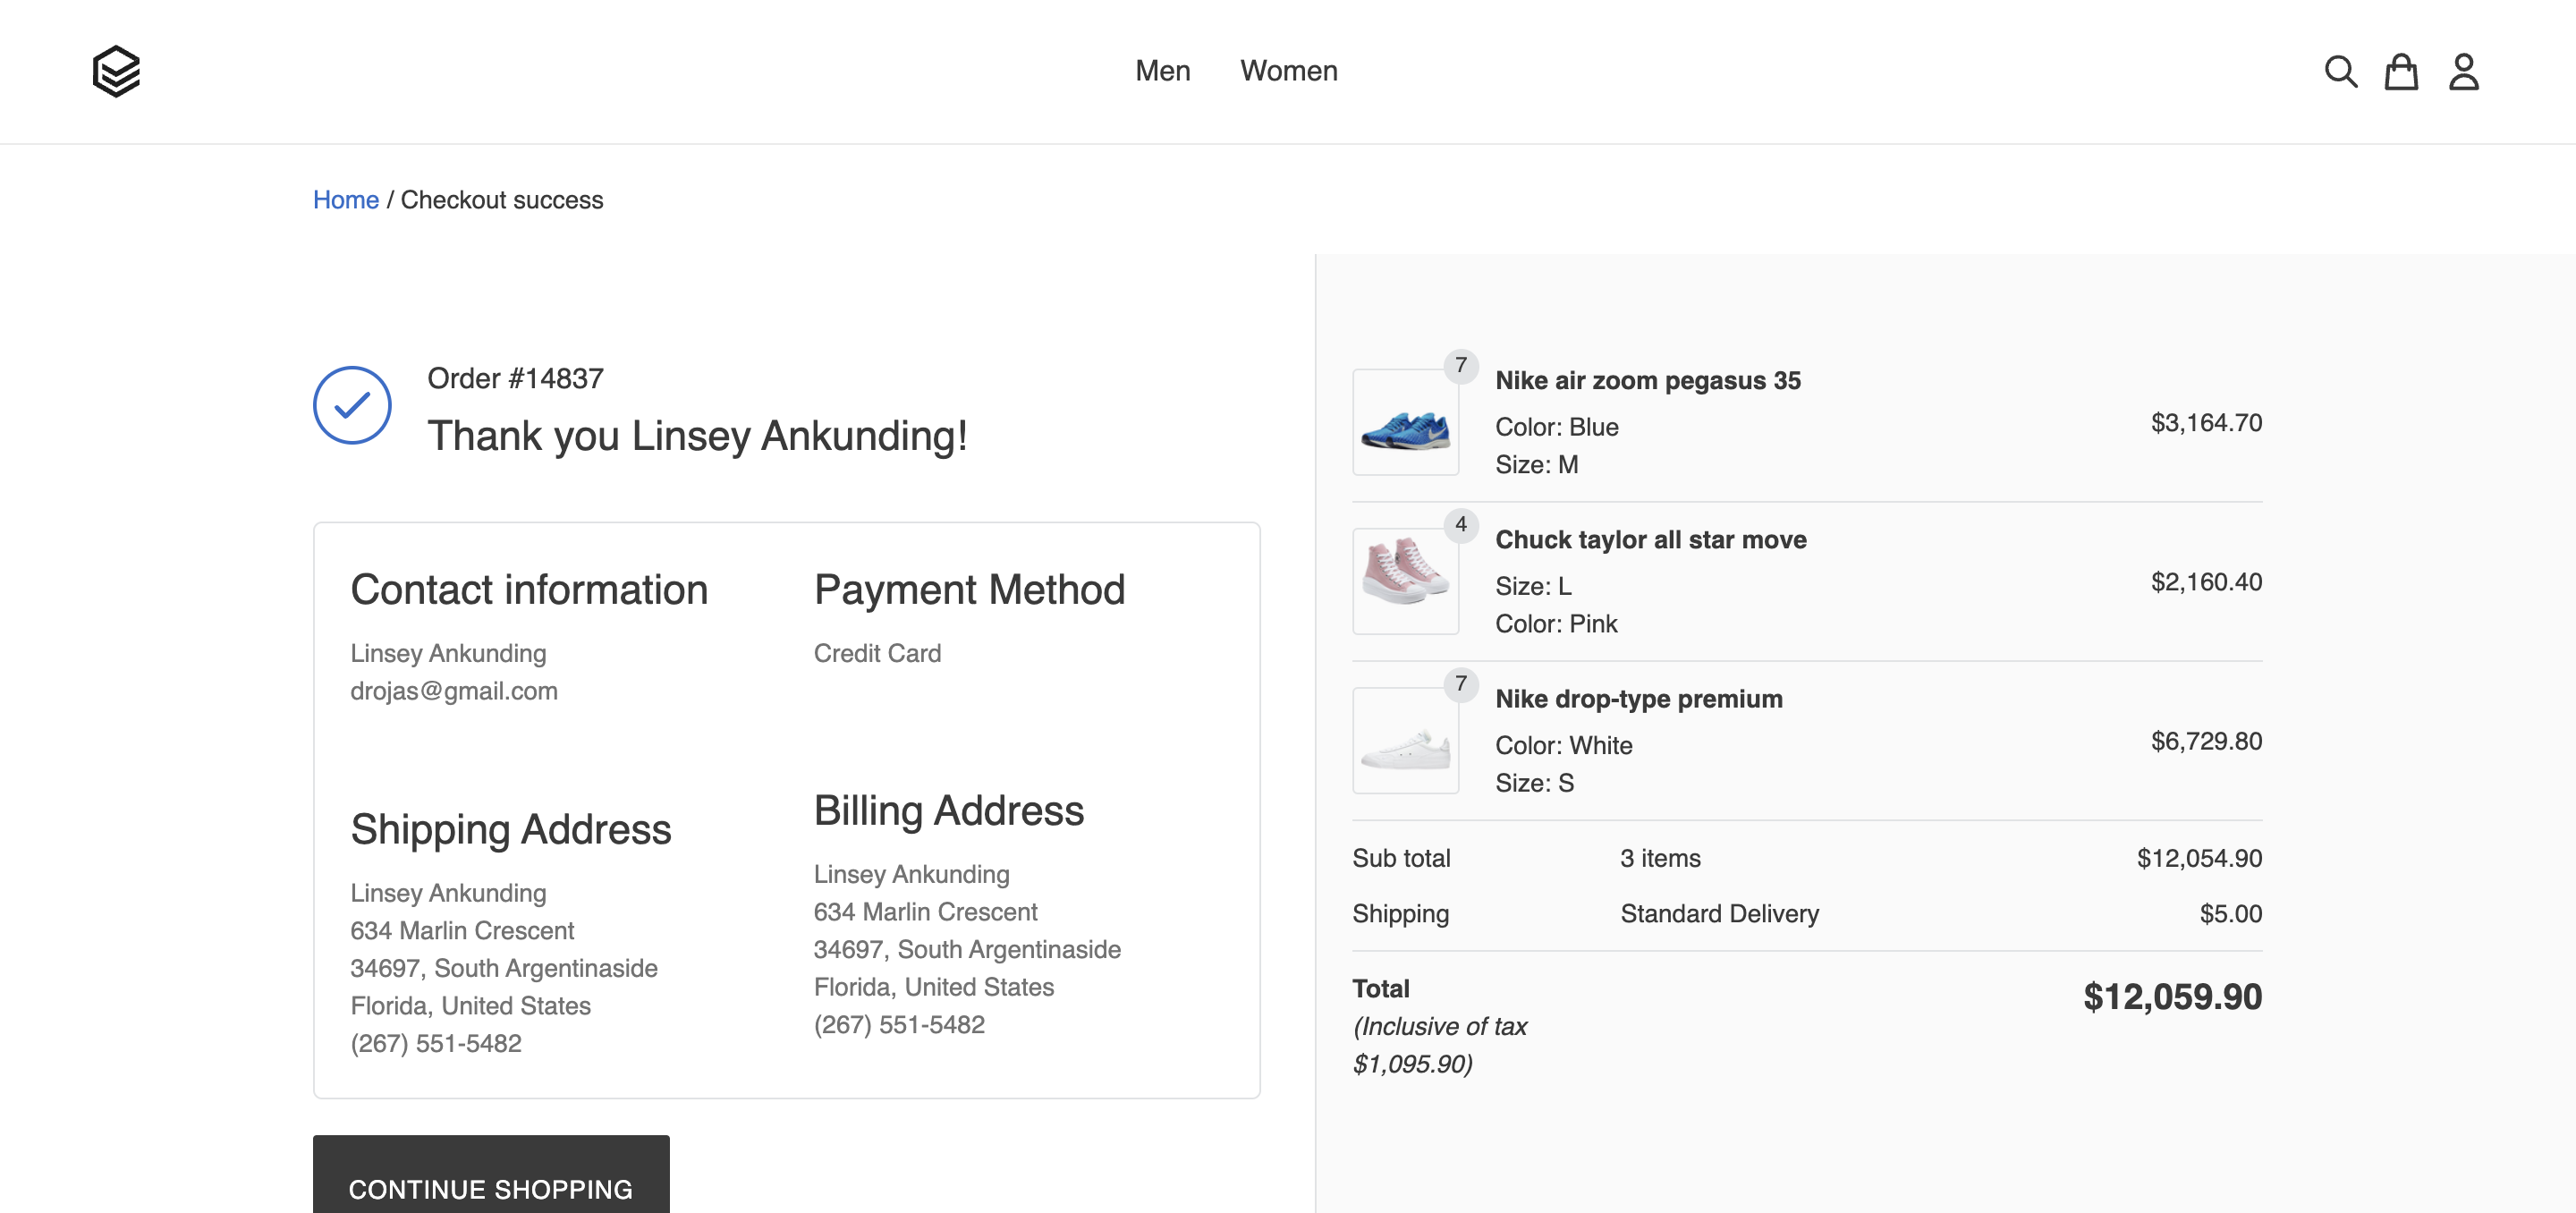 Men Women
Home / Checkout success
Order #14837
Thank you Linsey Ankunding!
Contact information
Linsey Ankunding
drojas@gmail.com
Payment Method
Credit Card
Shipping Address
Linsey Ankunding
634 Marlin Crescent
34697, South Argentinaside
Florida, United States
(267) 551-5482
Billing Address
Linsey Ankunding
634 Marlin Crescent
34697, South Argentinaside
Florida, United States
(267) 551-5482
CONTINUE SHOPPING
7
Nike air zoom pegasus 35
Color: Blue
Size: M
$3,164.70
4
Chuck taylor all star move
Size: L
Color: Pink
$2,160.40
7
Nike drop-type premium
Color: White
Size: S
$6,729.80
Sub total 3 items $12,054.90
Shipping Standard Delivery $5.00
Total $12,059.90
(Inclusive of tax
$1,095.90)